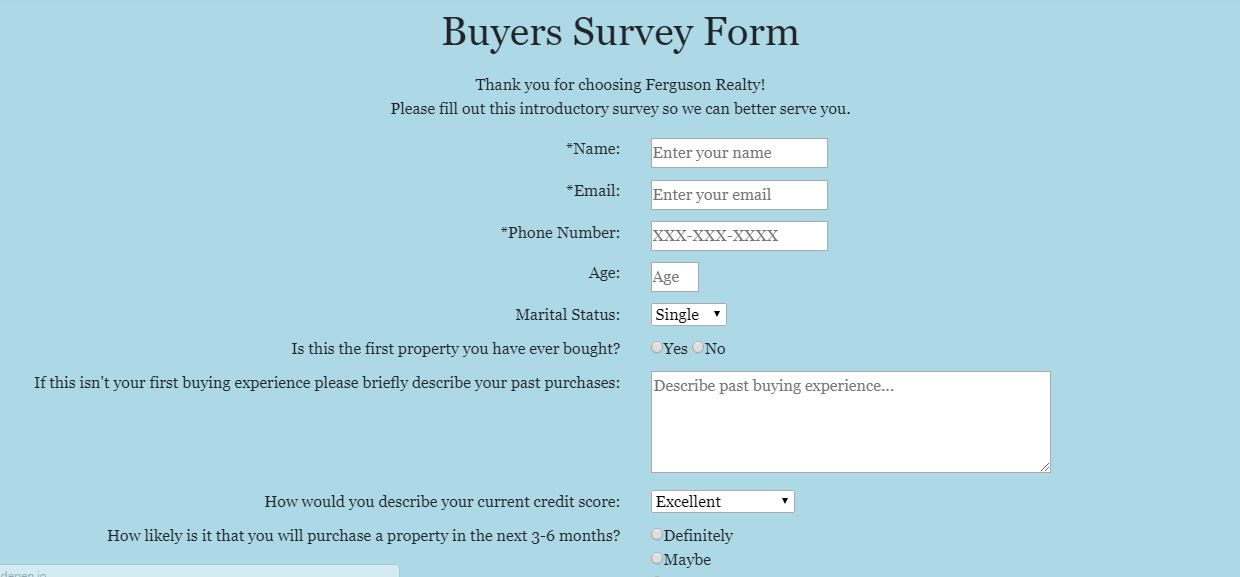 Buyers Survey Form
Thank you for choosing Ferguson Realty!
Please fill out this introductory survey so we can better serve you.
*Name: Enter your name
*Email: Enter your email
*Phone Number: XXX-XXX-XXXX
Age: Age
Marital Status: Single
Is this the first property you have ever bought? Yes No
If this isn't your first buying experience please briefly describe your past purchases: Describe past buying experience...
How would you describe your current credit score: Excellent
How likely is it that you will purchase a property in the next 3-6 months? Definitely
Maybe